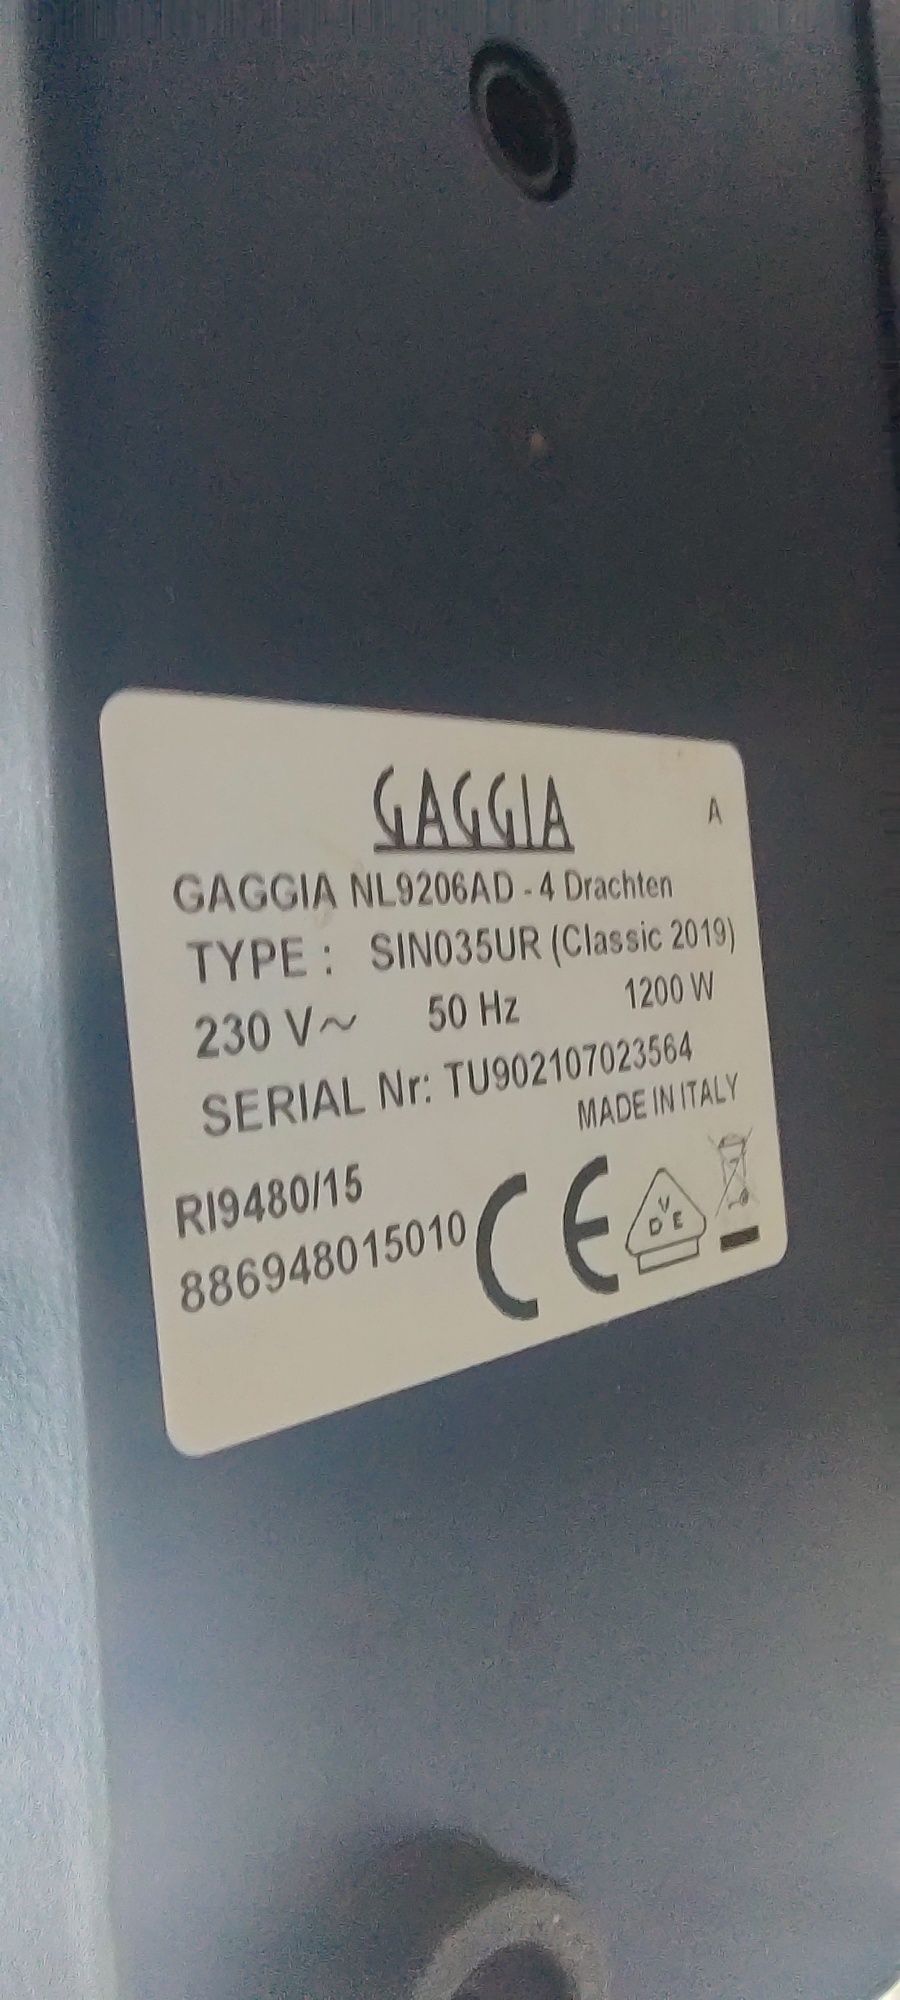 GAGGIA
A
GAGGIA NL9206AD - 4 Drachten
TYPE : SIN035UR (Classic 2019)
230 V~ 50 Hz 1200 W
SERIAL Nr: TU902107023564
MADE IN ITALY
RI9480/15
886948015010
CE
VDE